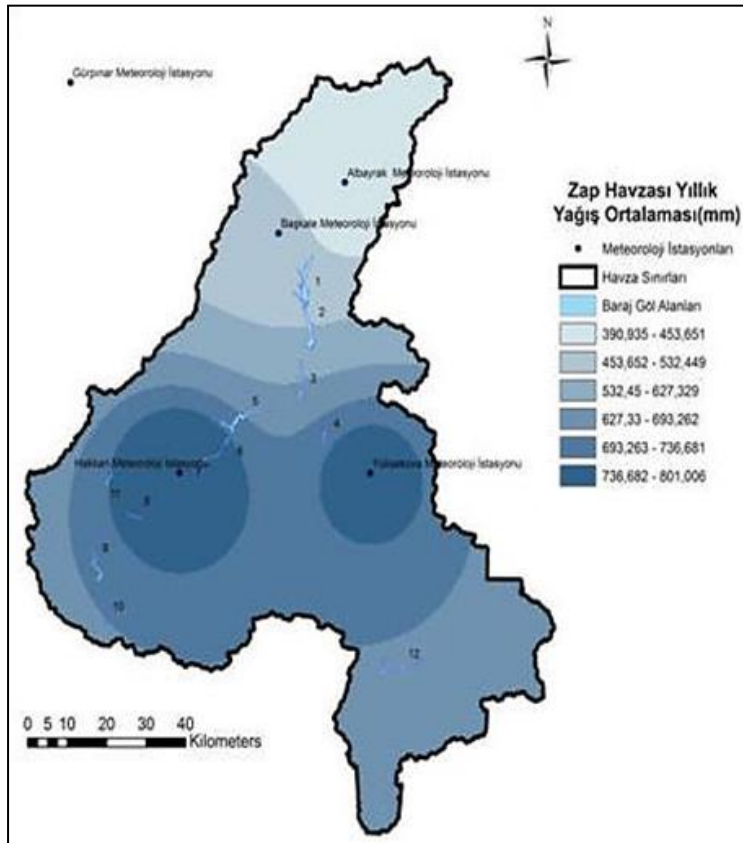 N
Gürpınar Meteoroloji İstasyonu
Albayrak Meteoroloji İstasyonu
Başkale Meteoroloji İstasyonu
Zap Havzası Yıllık
Yağış Ortalaması(mm)
Meteoroloji İstasyonları
Havza Sınırları
Baraj Göl Alanları
390,935 - 453,651
453,652 - 532,449
532,45 - 627,329
627,33 - 693,262
693,263 - 736,681
736,682 - 801,006
1
2
3
5
4
6
Hakkari Meteoroloji İstasyonu
7
Yüksekova Meteoroloji İstasyonu
11
10
12
0 5 10 20 30 40
Kilometers